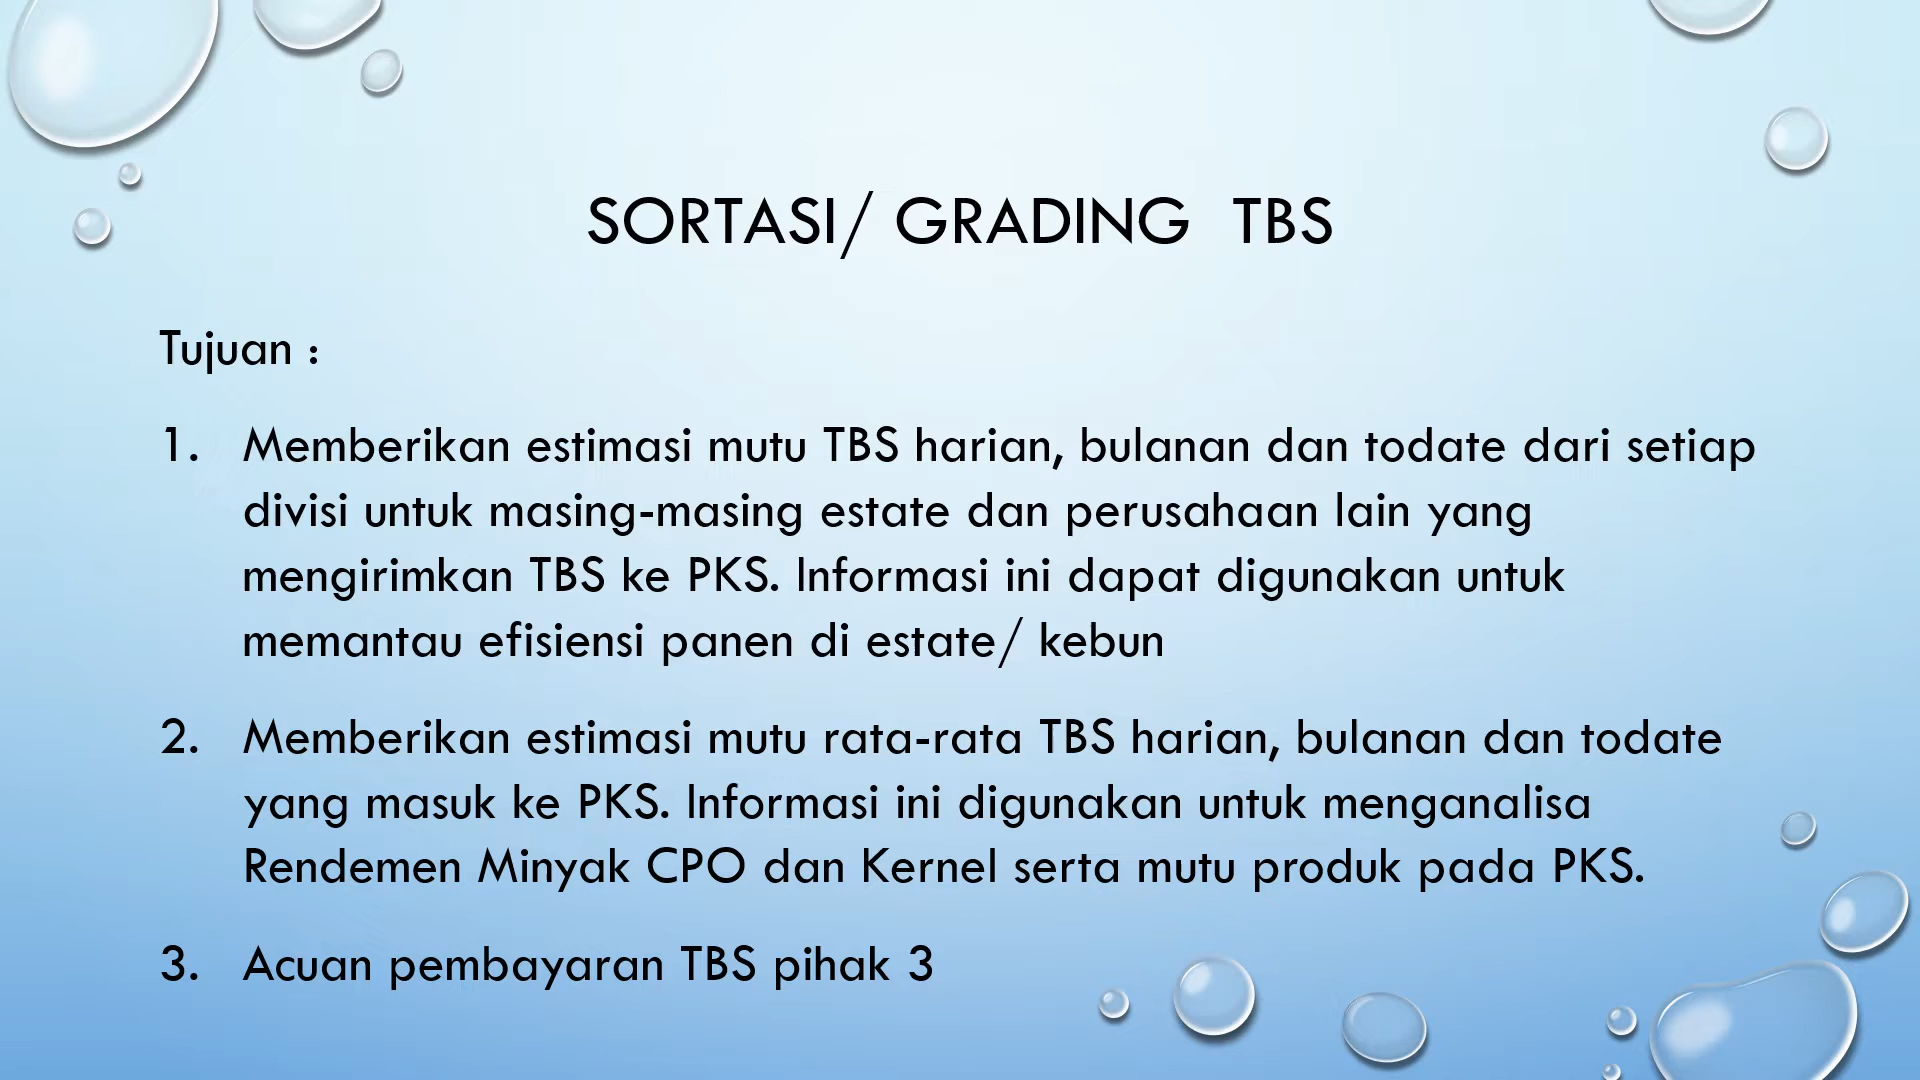 SORTASI/ GRADING  TBS
Tujuan :
1. Memberikan estimasi mutu TBS harian, bulanan dan todate dari setiap
divisi untuk masing-masing estate dan perusahaan lain yang
mengirimkan TBS ke PKS. Informasi ini dapat digunakan untuk
memantau efisiensi panen di estate/ kebun
2. Memberikan estimasi mutu rata-rata TBS harian, bulanan dan todate
yang masuk ke PKS. Informasi ini digunakan untuk menganalisa
Rendemen Minyak CPO dan Kernel serta mutu produk pada PKS.
3. Acuan pembayaran TBS pihak 3